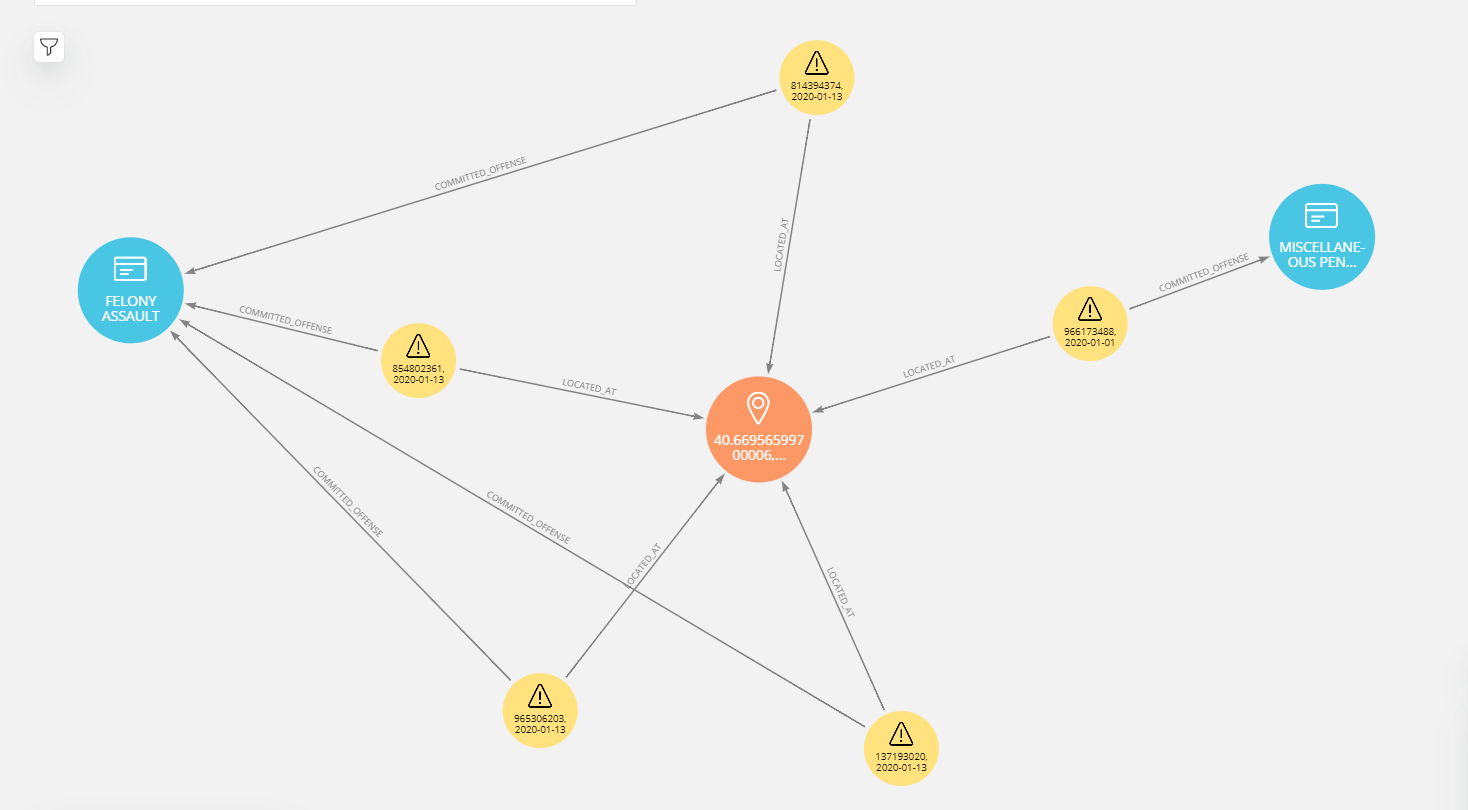 814394374,
2020-01-13
COMMITTED_OFFENSE
LOCATED_AT
MISCELLANE-
OUS PEN...
COMMITTED_OFFENSE
FELONY
ASSAULT
COMMITTED_OFFENSE
966173488,
2020-01-01
854802361,
2020-01-13
LOCATED_AT
LOCATED_AT
40.669565997
00006,...
COMMITTED_OFFENSE
COMMITTED_OFFENSE
LOCATED_AT
LOCATED_AT
965306203,
2020-01-13
137193020,
2020-01-13